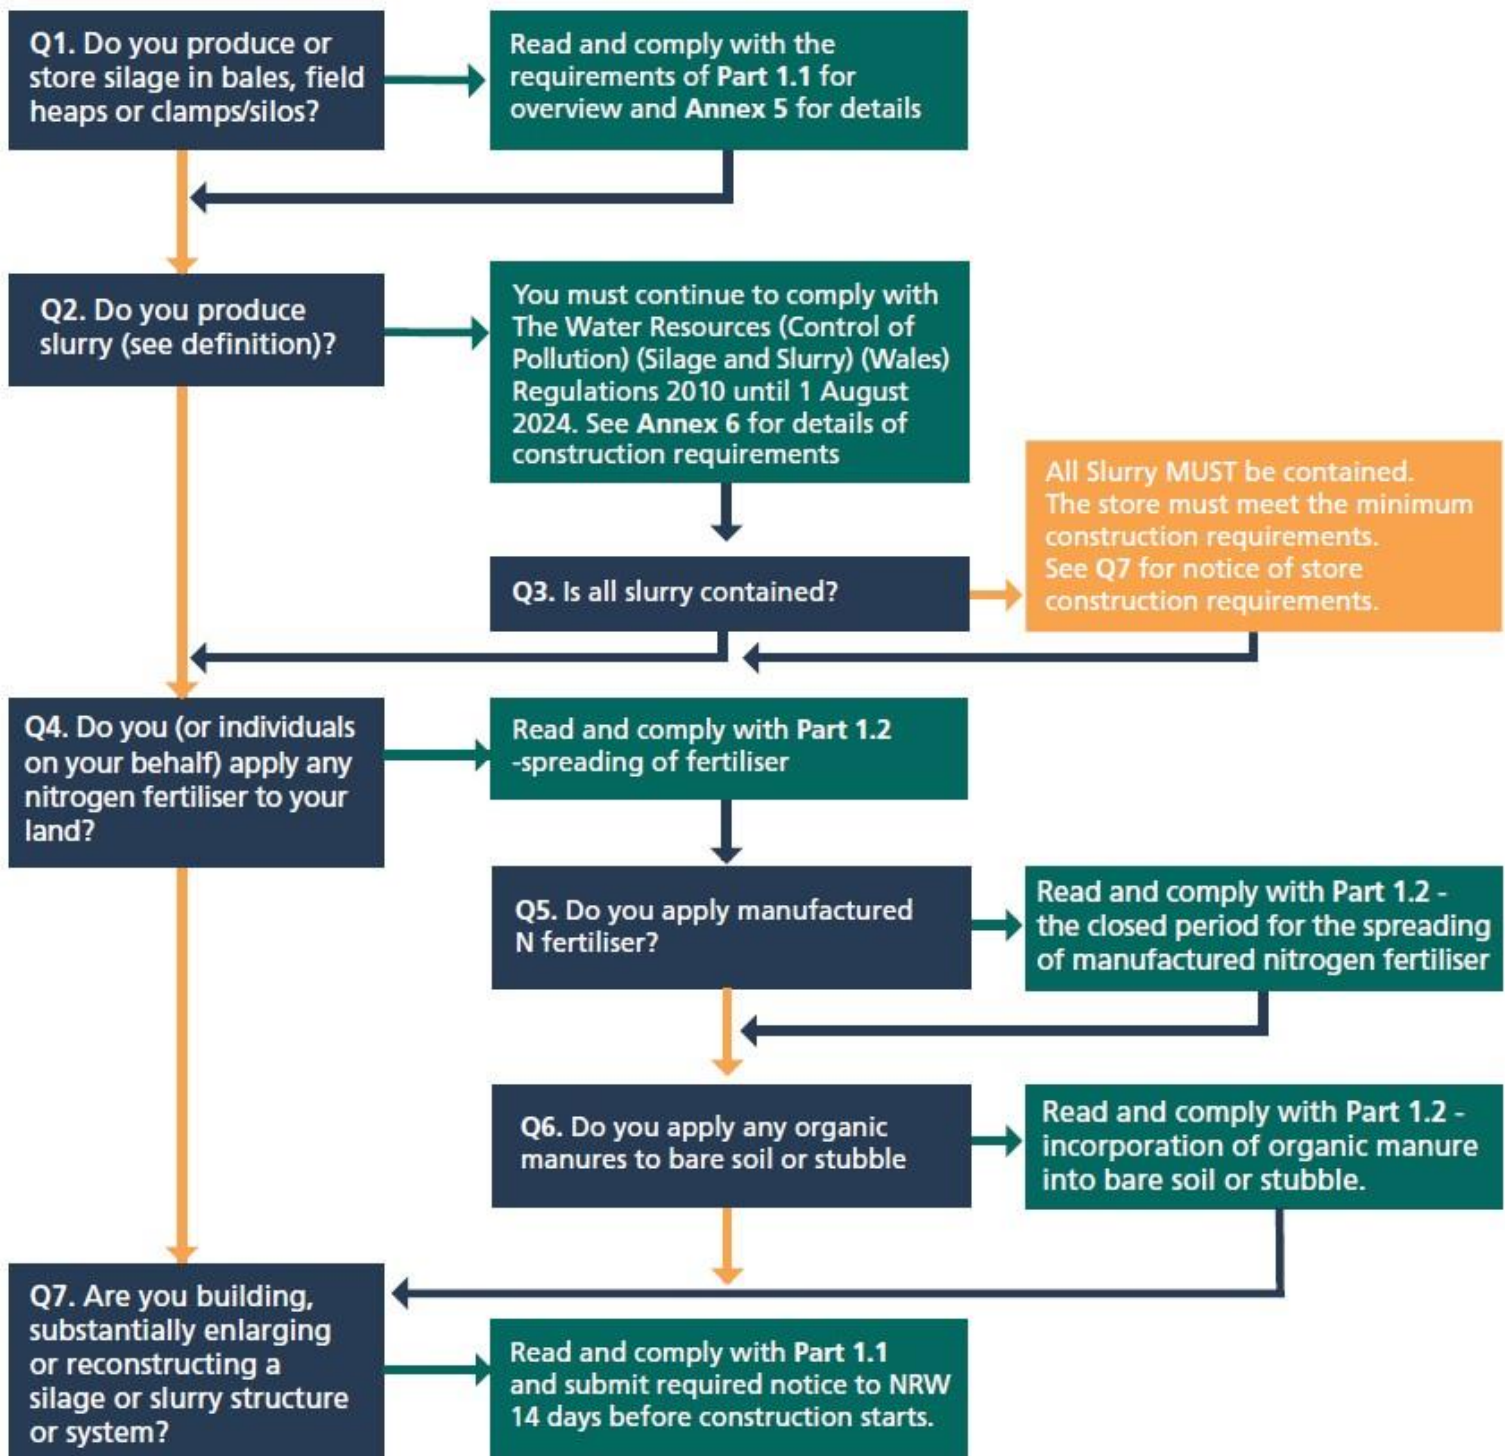 Q1. Do you produce or
store silage in bales, field
heaps or clamps/silos?
Read and comply with the
requirements of Part 1.1 for
overview and Annex 5 for details
Q2. Do you produce
slurry (see definition)?
You must continue to comply with
The Water Resources (Control of
Pollution) (Silage and Slurry) (Wales)
Regulations 2010 until 1 August
2024. See Annex 6 for details of
construction requirements
Q3. Is all slurry contained?
All Slurry MUST be contained.
The store must meet the minimum
construction requirements.
See Q7 for notice of store
construction requirements.
Q4. Do you (or individuals
on your behalf) apply any
nitrogen fertiliser to your
land?
Read and comply with Part 1.2
-spreading of fertiliser
Q5. Do you apply manufactured
N fertiliser?
Read and comply with Part 1.2 -
the closed period for the spreading
of manufactured nitrogen fertiliser
Q6. Do you apply any organic
manures to bare soil or stubble
Read and comply with Part 1.2 -
incorporation of organic manure
into bare soil or stubble.
Q7. Are you building,
substantially enlarging
or reconstructing a
silage or slurry structure
or system?
Read and comply with Part 1.1
and submit required notice to NRW
14 days before construction starts.